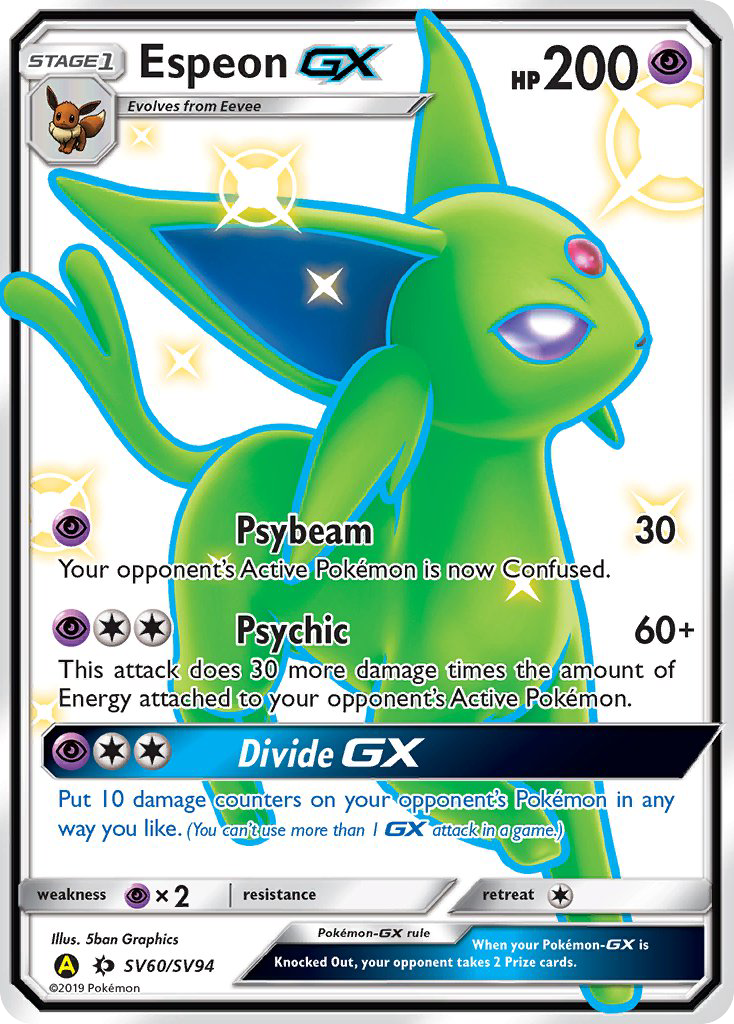 STAGE1 Espeon GX HP200
Evolves from Eevee
Psybeam 30
Your opponent's Active Pokémon is now Confused.
Psychic 60+
This attack does 30 more damage times the amount of
Energy attached to your opponent's Active Pokémon.
Divide GX
Put 10 damage counters on your opponent's Pokémon in any
way you like. (You can't use more than 1 GX attack in a game.)
weakness ×2 resistance retreat
Illus. 5ban Graphics
A SV60/SV94
©2019 Pokémon
Pokémon-GX rule
When your Pokémon-GX is
Knocked Out, your opponent takes 2 Prize cards.